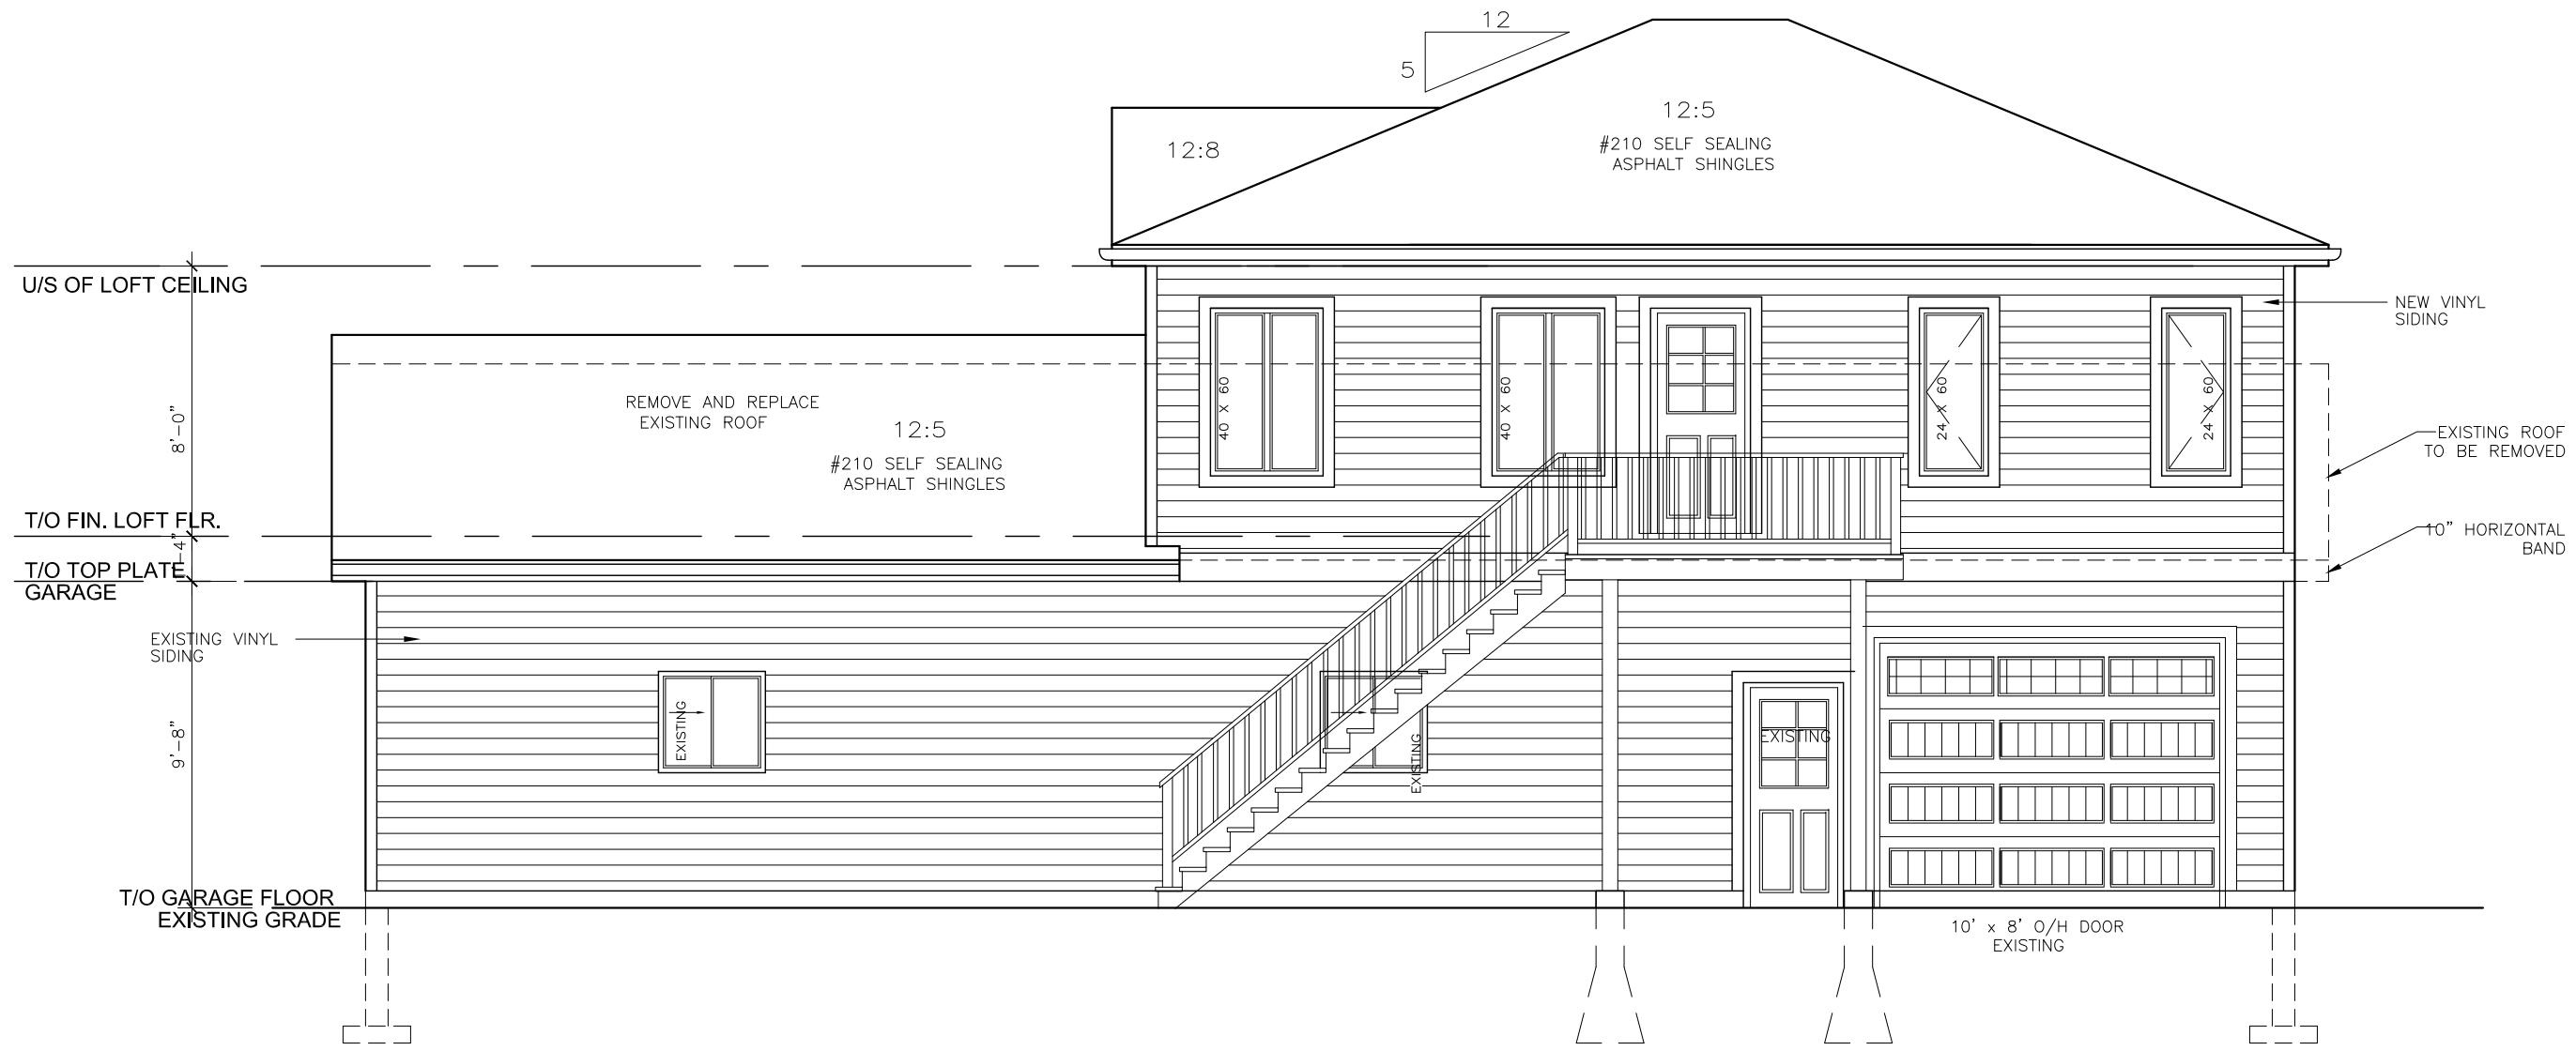 12
5
12:5
#210 SELF SEALING
ASPHALT SHINGLES
12:8
U/S OF LOFT CEILING
NEW VINYL
SIDING
40 X 60
40 X 60
24 X 60
24 X 60
REMOVE AND REPLACE
EXISTING ROOF
12:5
#210 SELF SEALING
ASPHALT SHINGLES
8'-0"
EXISTING ROOF
TO BE REMOVED
T/O FIN. LOFT FLR.
10" HORIZONTAL
BAND
T/O TOP PLATE
GARAGE
EXISTING VINYL
SIDING
9'-8"
EXISTING
EXISTING
EXISTING
T/O GARAGE FLOOR
EXISTING GRADE
10' x 8' O/H DOOR
EXISTING